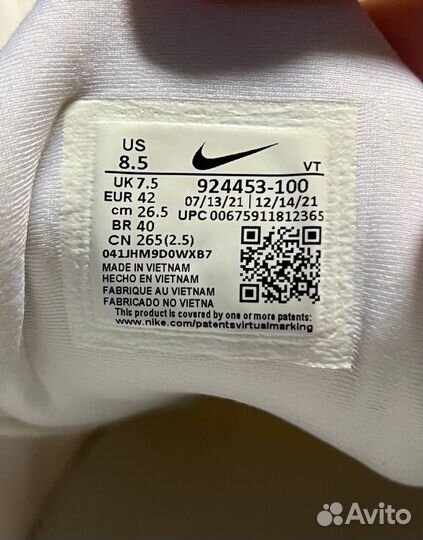 US
8.5 VT
UK 7.5 924453-100
EUR 42 07/13/21 | 12/14/21
cm 26.5 UPC 00675911812365
BR 40
CN 265(2.5)
041JHM9D0WXB7
MADE IN VIETNAM
HECHO EN VIETNAM
FABRIQUE AU VIETNAM
FABRICADO NO VIETNA
This product is covered by one or more patents. See
www.nike.com/patentsvirtualmarking
Avito